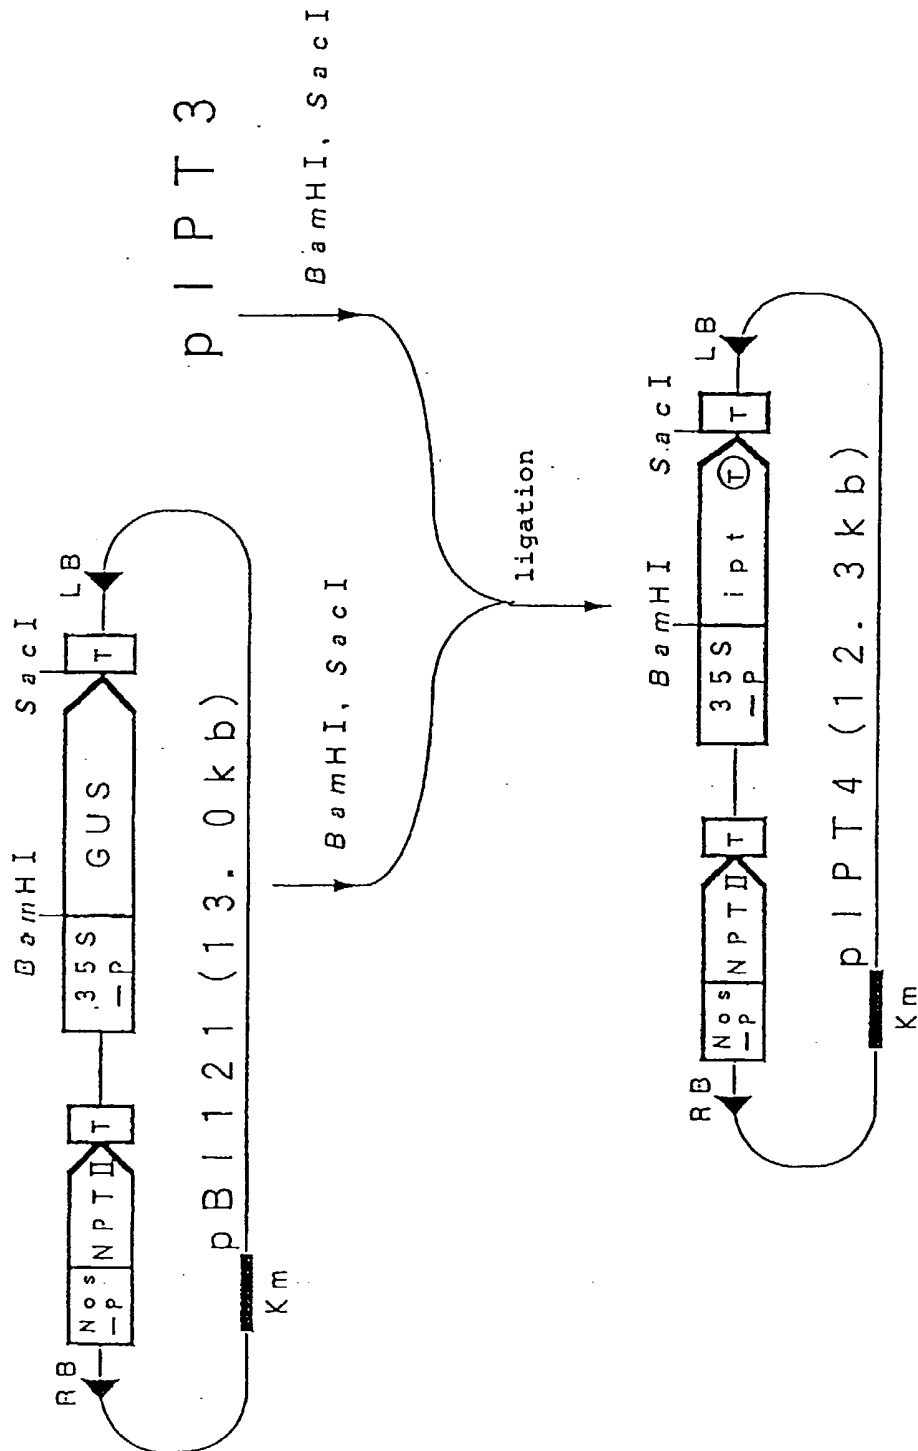 BamHI
SacI
RB
Nos
-P
NPTII
T
35S
-P
GUS
T
LB
pBI121 (13.0kb)
Km
pIPT3
BamHI, SacI
BamHI, SacI
ligation
BamHI
SacI
RB
Nos
-P
NPTII
T
35S
-P
ipt
T
T
LB
pIPT4 (12.3kb)
Km